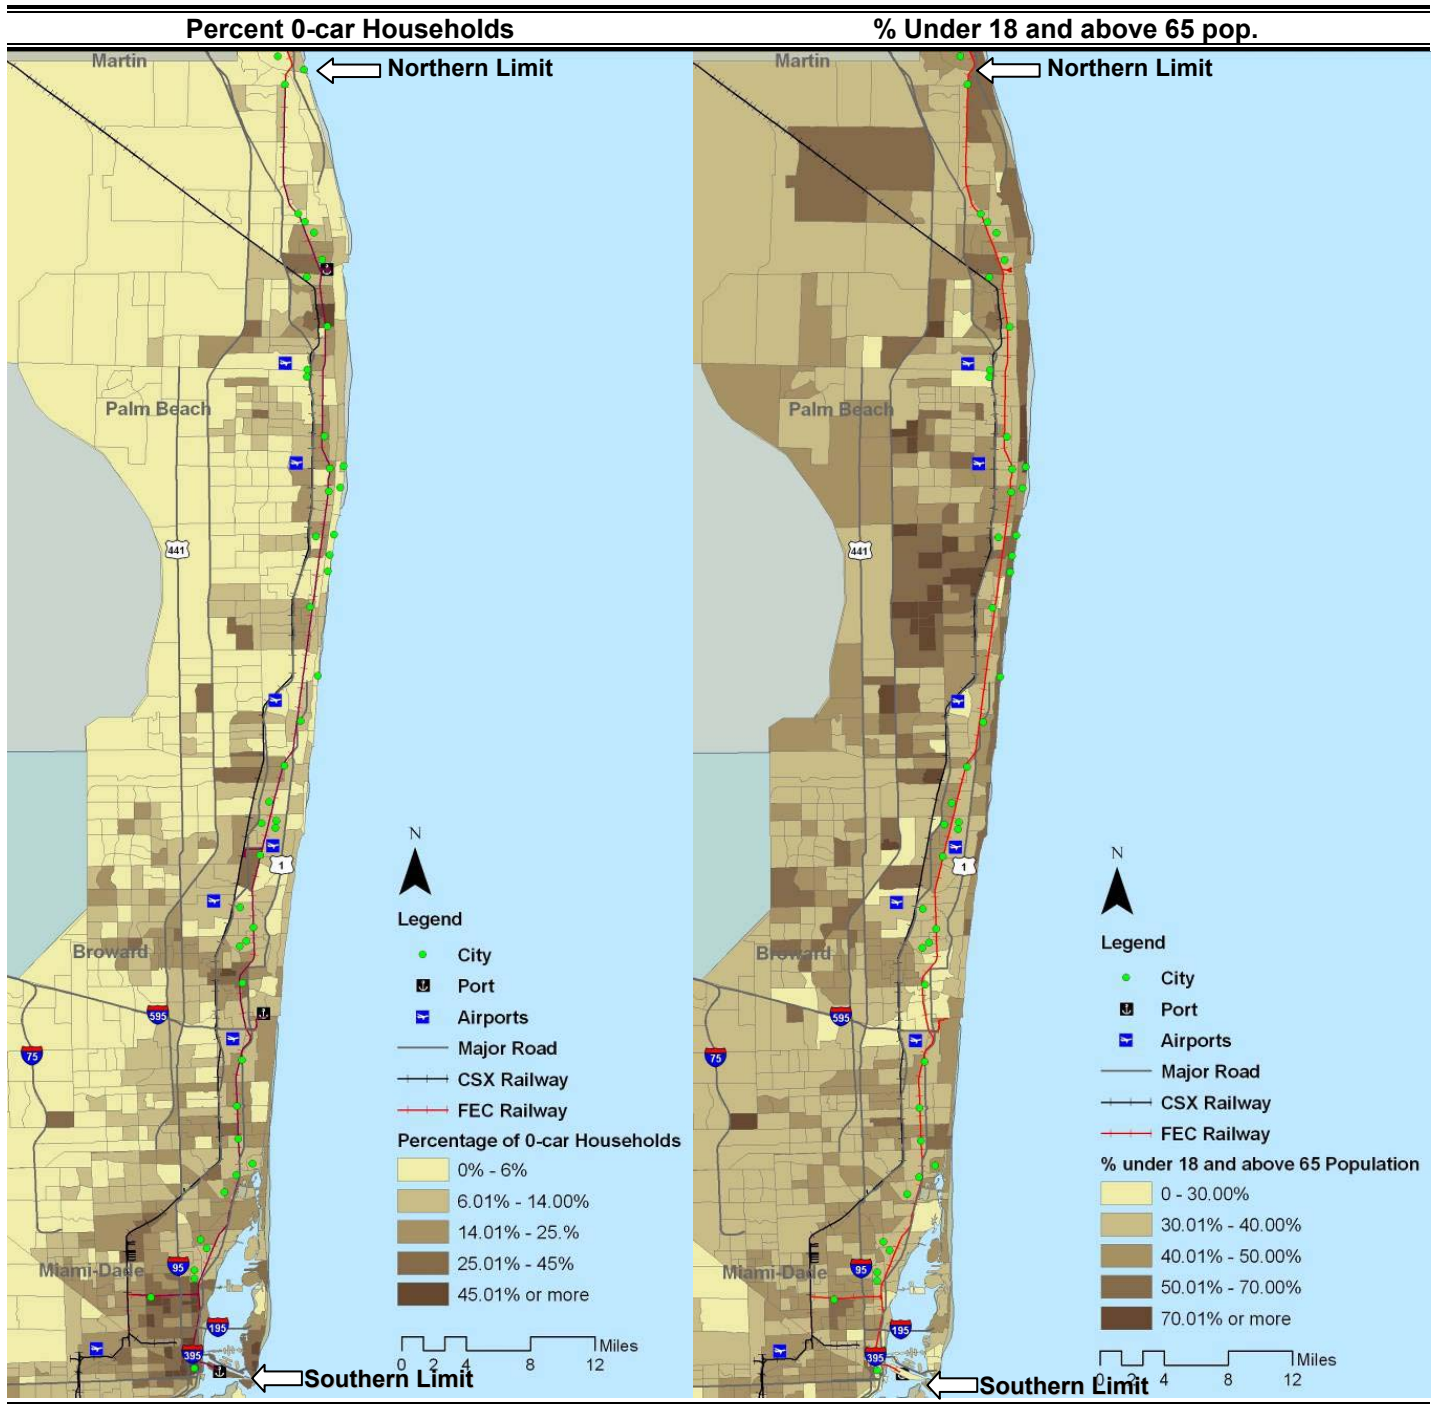 Percent 0-car Households
% Under 18 and above 65 pop.
Martin
Northern Limit
Palm Beach
441
N
1
Legend
City
Port
Airports
Major Road
CSX Railway
FEC Railway
Percentage of 0-car Households
0% - 6%
6.01% - 14.00%
14.01% - 25.%
25.01% - 45%
45.01% or more
Broward
595
75
Miami-Dade
95
195
395
Miles
0 2 4 8 12
Southern Limit
Martin
Northern Limit
Palm Beach
441
N
1
Legend
City
Port
Airports
Major Road
CSX Railway
FEC Railway
% under 18 and above 65 Population
0 - 30.00%
30.01% - 40.00%
40.01% - 50.00%
50.01% - 70.00%
70.01% or more
Broward
595
75
Miami-Dade
95
195
395
Miles
0 2 4 8 12
Southern Limit